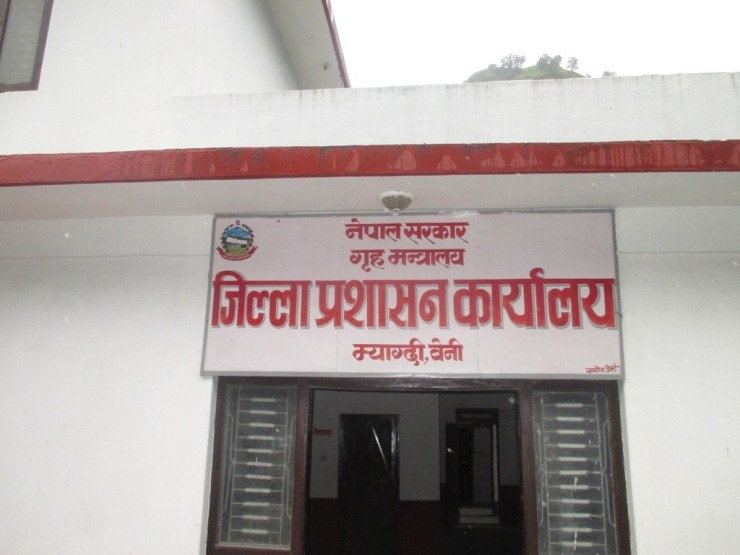 नेपाल सरकार
गृह मन्त्रालय
जिल्ला प्रशासन कार्यालय
म्याग्दी, बेनी